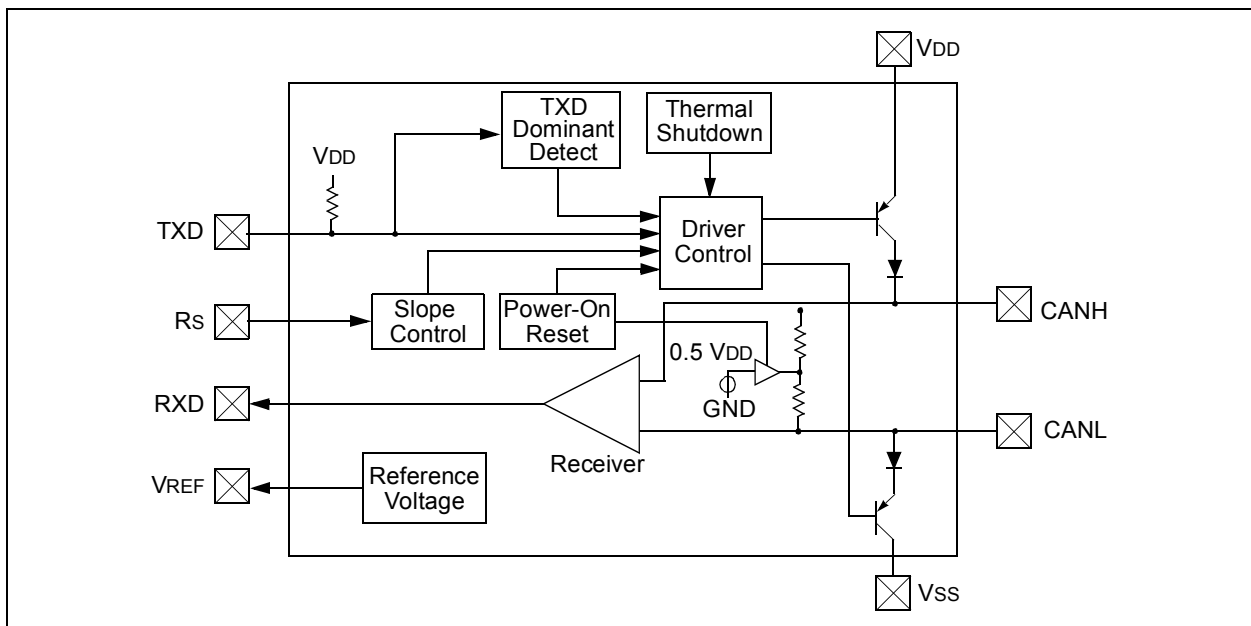 VDD
TXD
Dominant
Detect
Thermal
Shutdown
VDD
TXD
Driver
Control
RS
Slope
Control
Power-On
Reset
CANH
0.5 VDD
RXD
GND
CANL
Receiver
VREF
Reference
Voltage
VSS